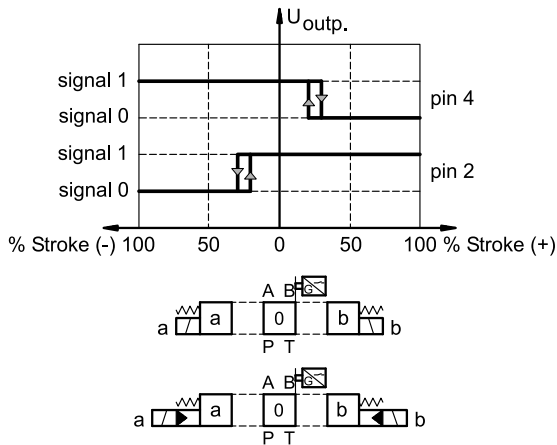 U outp.
signal 1
signal 0
pin 4
signal 1
signal 0
pin 2
% Stroke (-) 100 50 0 50 100 % Stroke (+)
A B G
a a 0 b b
P T
A B G
a a 0 b b
P T